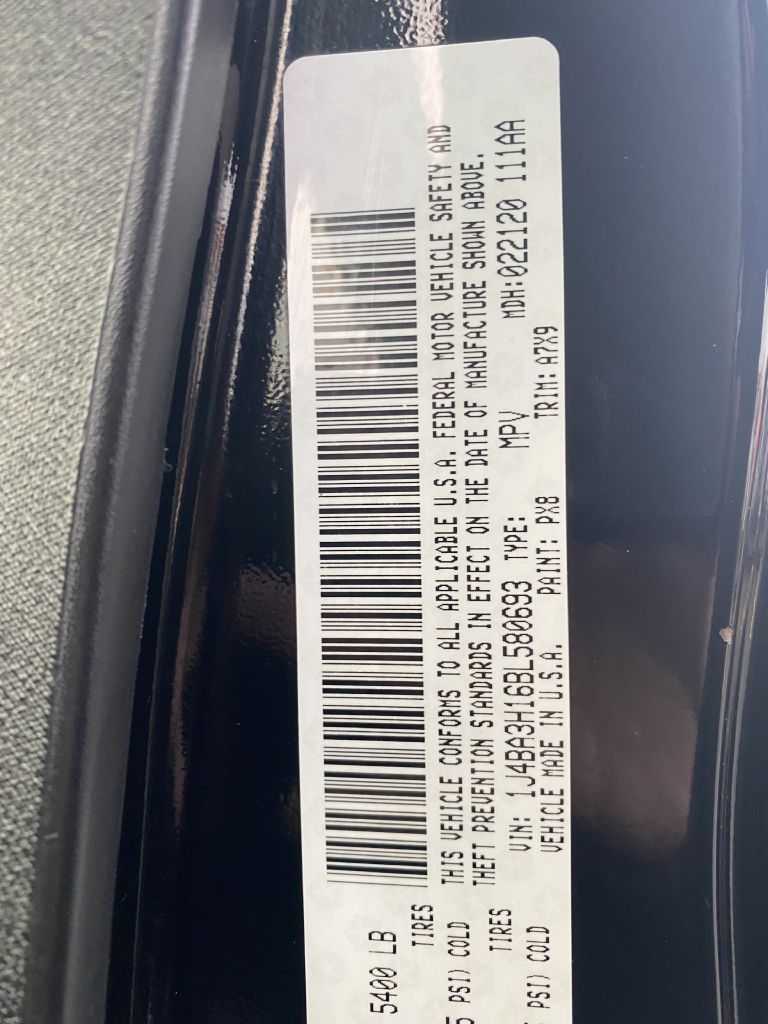 5400 LB
TIRES
5 PSI) COLD
TIRES
PSI) COLD
THIS VEHICLE CONFORMS TO ALL APPLICABLE U.S.A. FEDERAL MOTOR VEHICLE SAFETY AND
THEFT PREVENTION STANDARDS IN EFFECT ON THE DATE OF MANUFACTURE SHOWN ABOVE.
VIN: 1J4BA3H16BL580693 TYPE: MPV MDH:022120 111AA
VEHICLE MADE IN U.S.A. PAINT: PX8 TRIM: A7X9